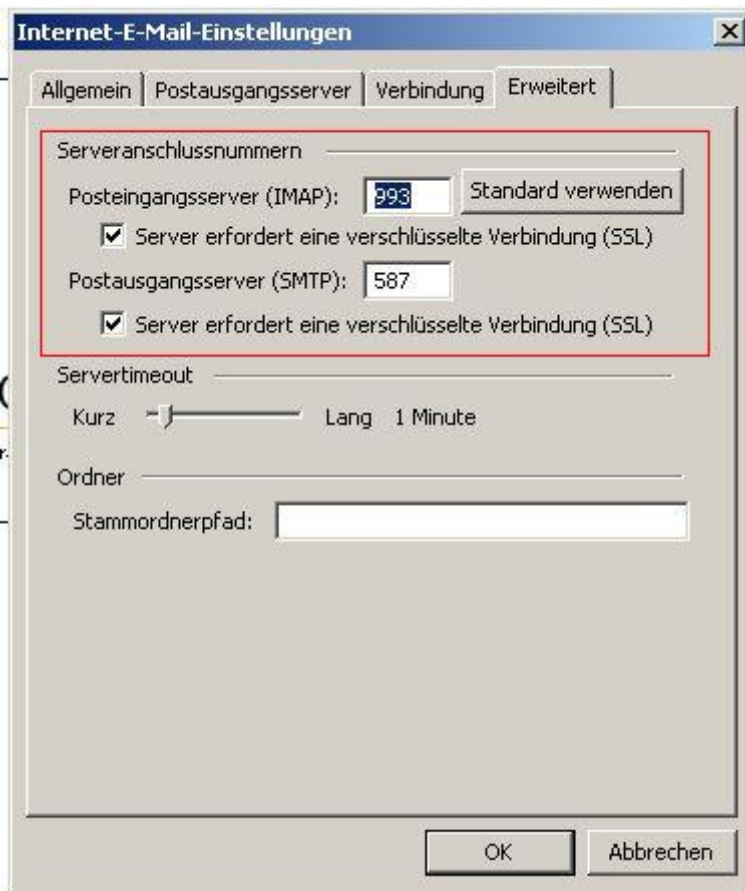 Internet-E-Mail-Einstellungen
Allgemein Postausgangsserver Verbindung Erweitert
Serveranschlussnummern
Posteingangsserver (IMAP): 993 Standard verwenden
Server erfordert eine verschlüsselte Verbindung (SSL)
Postausgangsserver (SMTP): 587
Server erfordert eine verschlüsselte Verbindung (SSL)
Servertimeout
Kurz Lang 1 Minute
Ordner
Stammordnerpfad:
OK Abbrechen